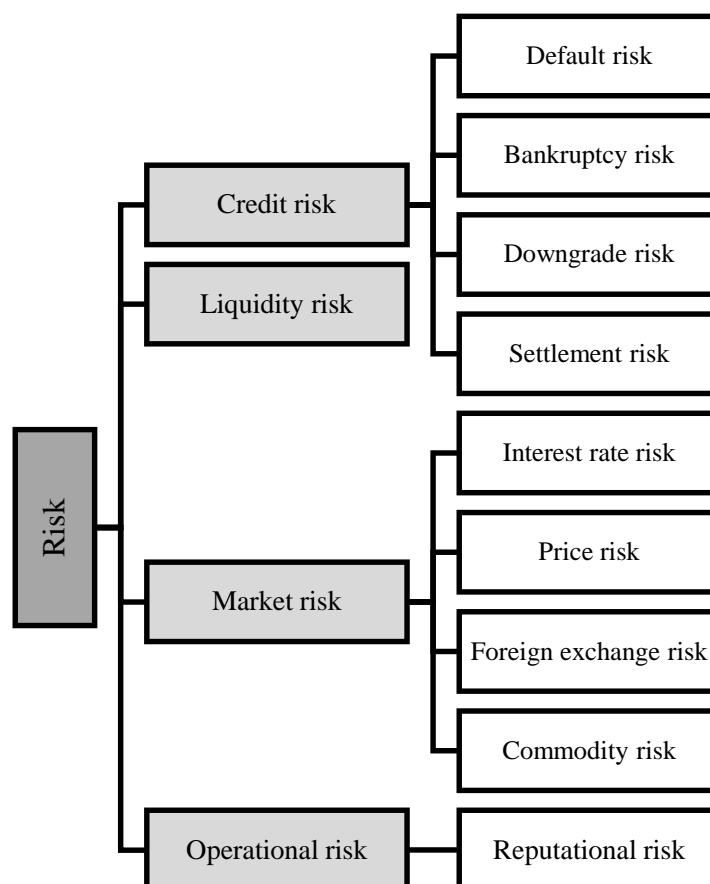 Risk
Credit risk
Default risk
Bankruptcy risk
Downgrade risk
Settlement risk
Liquidity risk
Market risk
Interest rate risk
Price risk
Foreign exchange risk
Commodity risk
Operational risk
Reputational risk